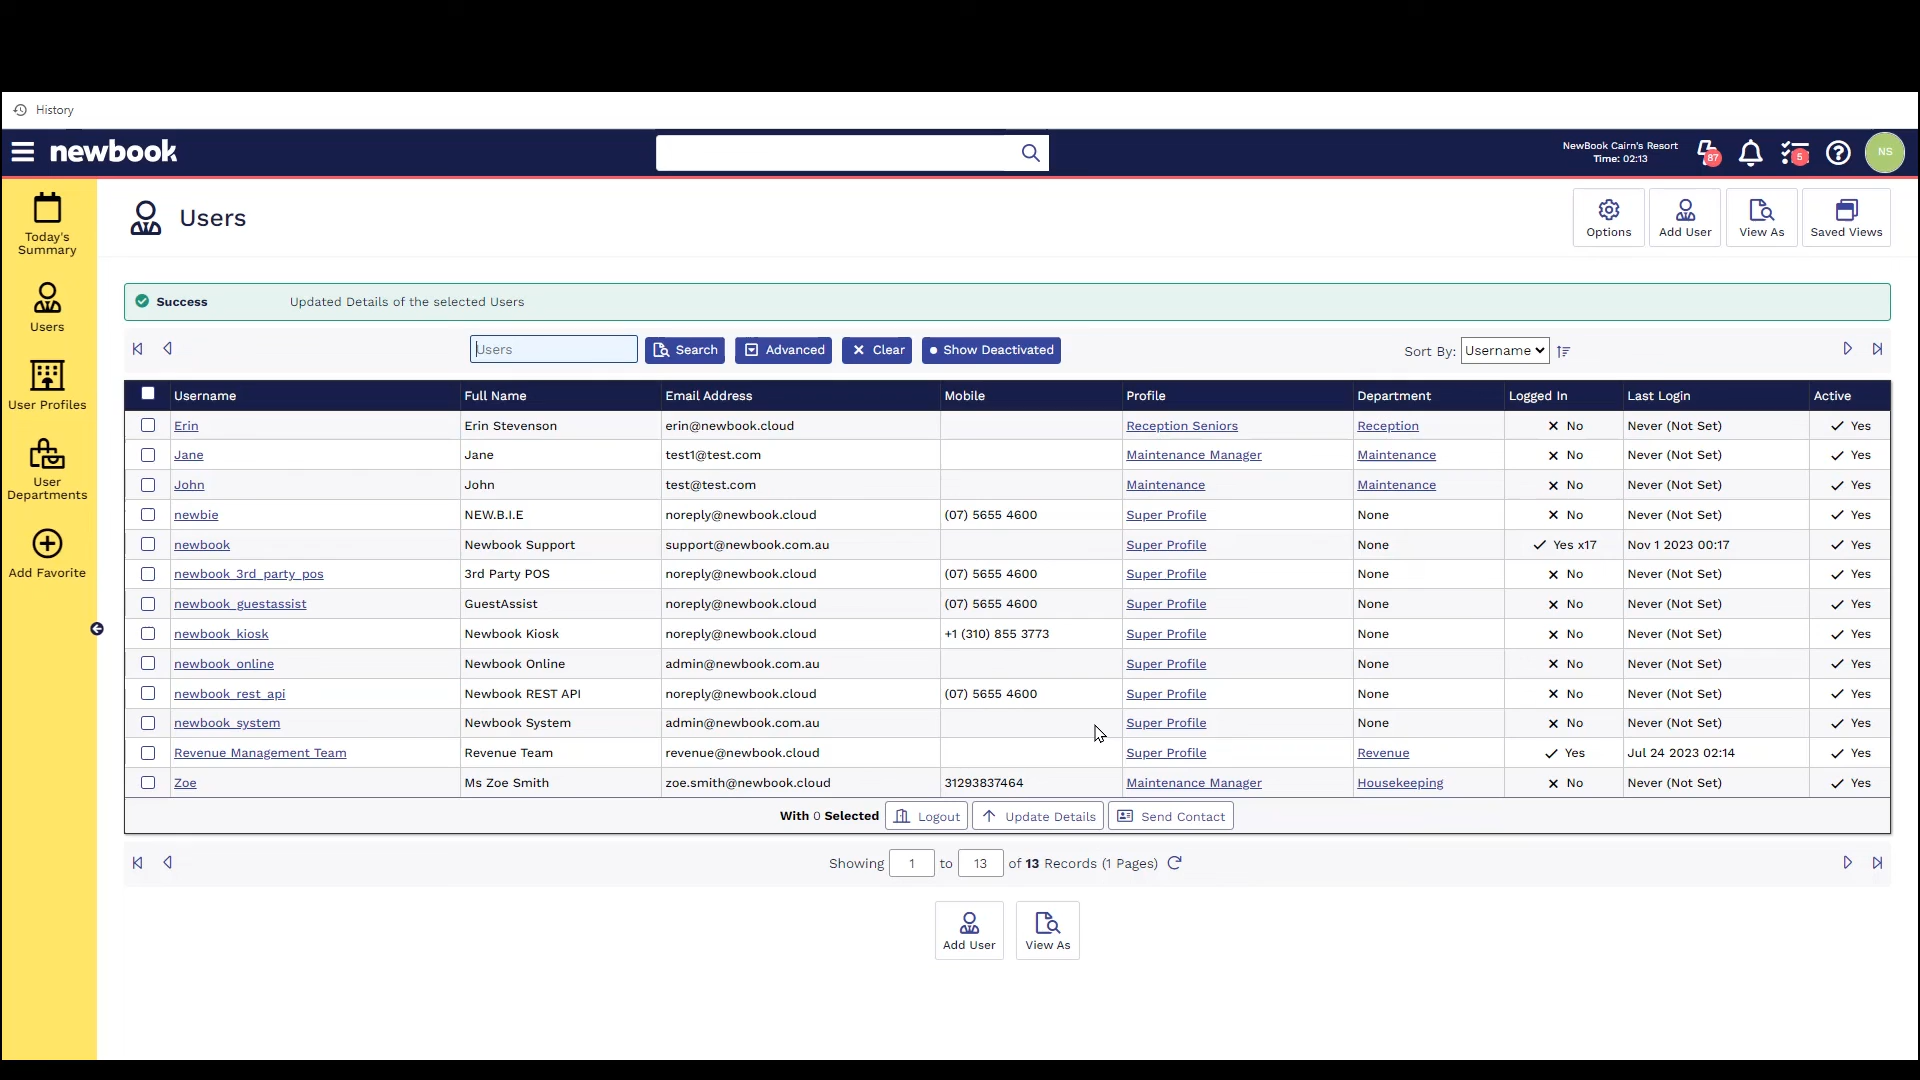 History
newbook
NewBook Cairn's Resort
Time: 02:13
87
5
NS
Today's
Summary
Users
User Profiles
User
Departments
Add Favorite
Users
Options
Add User
View As
Saved Views
Success Updated Details of the selected Users
Users Search Advanced Clear Show Deactivated Sort By: Username
Username Full Name Email Address Mobile Profile Department Logged In Last Login Active
Erin Erin Stevenson erin@newbook.cloud Reception Seniors Reception No Never (Not Set) Yes
Jane Jane test1@test.com Maintenance Manager Maintenance No Never (Not Set) Yes
John John test@test.com Maintenance Maintenance No Never (Not Set) Yes
newbie NEW.B.I.E noreply@newbook.cloud (07) 5655 4600 Super Profile None No Never (Not Set) Yes
newbook Newbook Support support@newbook.com.au Super Profile None Yes x17 Nov 1 2023 00:17 Yes
newbook_3rd_party_pos 3rd Party POS noreply@newbook.cloud (07) 5655 4600 Super Profile None No Never (Not Set) Yes
newbook_guestassist GuestAssist noreply@newbook.cloud (07) 5655 4600 Super Profile None No Never (Not Set) Yes
newbook_kiosk Newbook Kiosk noreply@newbook.cloud +1 (310) 855 3773 Super Profile None No Never (Not Set) Yes
newbook_online Newbook Online admin@newbook.com.au Super Profile None No Never (Not Set) Yes
newbook_rest_api Newbook REST API noreply@newbook.cloud (07) 5655 4600 Super Profile None No Never (Not Set) Yes
newbook_system Newbook System admin@newbook.com.au Super Profile None No Never (Not Set) Yes
Revenue Management Team Revenue Team revenue@newbook.cloud Super Profile Revenue Yes Jul 24 2023 02:14 Yes
Zoe Ms Zoe Smith zoe.smith@newbook.cloud 31293837464 Maintenance Manager Housekeeping No Never (Not Set) Yes
With 0 Selected Logout Update Details Send Contact
Showing 1 to 13 of 13 Records (1 Pages)
Add User
View As